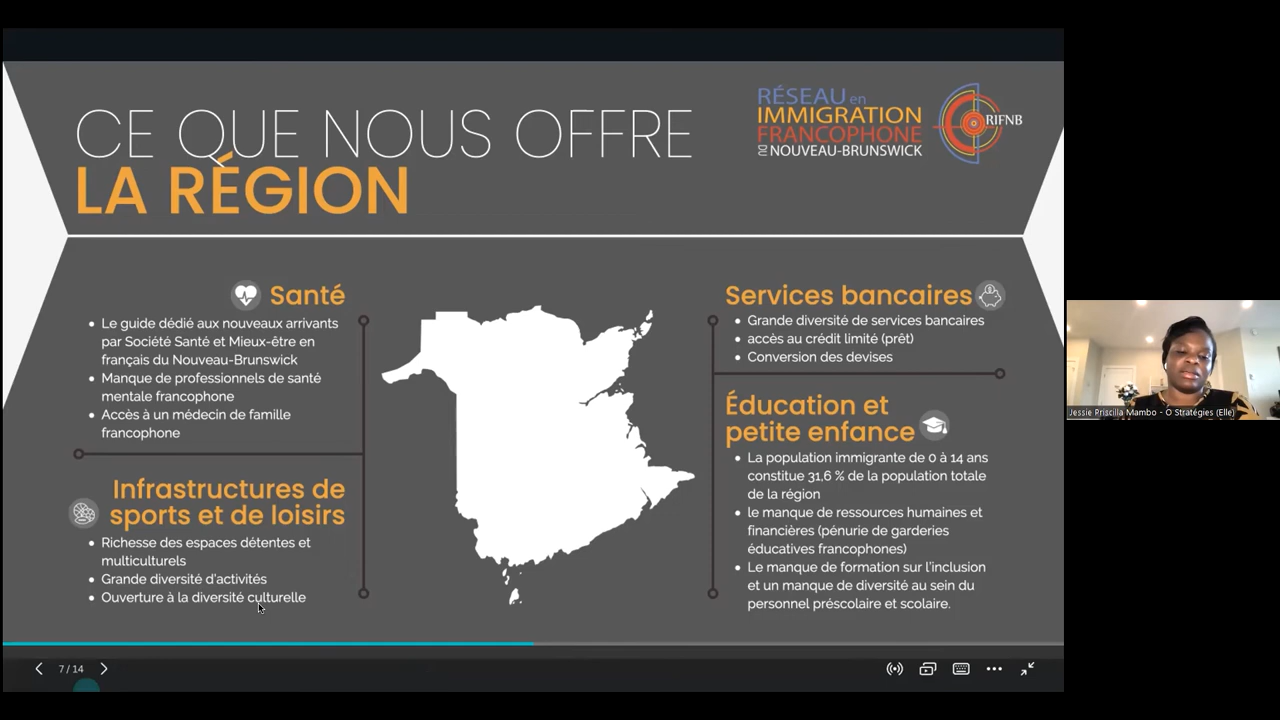 CE QUE NOUS OFFRE
LA RÉGION
RÉSEAU en
IMMIGRATION
FRANCOPHONE
DU NOUVEAU-BRUNSWICK
RIFNB
Santé
Le guide dédié aux nouveaux arrivants
par Société Santé et Mieux-être en
français du Nouveau-Brunswick
Manque de professionnels de santé
mentale francophone
Accès à un médecin de famille
francophone
Infrastructures de
sports et de loisirs
Richesse des espaces détentes et
multiculturels
Grande diversité d'activités
Ouverture à la diversité culturelle
Services bancaires
Grande diversité de services bancaires
accès au crédit limité (prêt)
Conversion des devises
Éducation et
petite enfance
La population immigrante de 0 à 14 ans
constitue 31,6 % de la population totale
de la région
le manque de ressources humaines et
financières (pénurie de garderies
éducatives francophones)
Le manque de formation sur l'inclusion
et un manque de diversité au sein du
personnel préscolaire et scolaire.
7 / 14
Jessie Priscilla Mambo - O Stratégies (Elle)